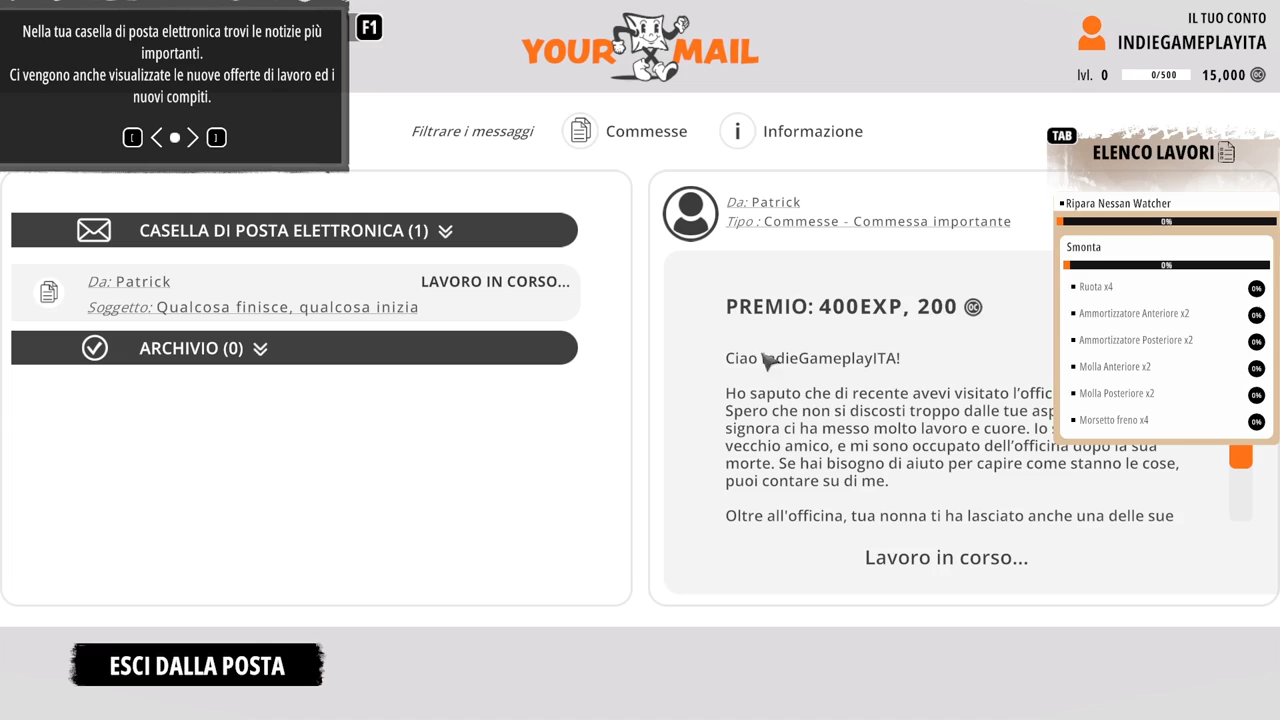 Nella tua casella di posta elettronica trovi le notizie più
importanti.
Ci vengono anche visualizzate le nuove offerte di lavoro ed i
nuovi compiti.
[ ]
F1
YOUR MAIL
IL TUO CONTO
INDIEGAMEPLAYITA
lvl. 0 0/500 15,000 OC
Filtrare i messaggi Commesse i Informazione
CASELLA DI POSTA ELETTRONICA (1)
Da: Patrick LAVORO IN CORSO...
Soggetto: Qualcosa finisce, qualcosa inizia
ARCHIVIO (0)
Da: Patrick
Tipo : Commesse - Commessa importante
PREMIO: 400EXP, 200 OC
Ciao IndieGameplayITA!
Ho saputo che di recente avevi visitato l'offic
Spero che non si discosti troppo dalle tue asp
signora ci ha messo molto lavoro e cuore. Io s
vecchio amico, e mi sono occupato dell'officina dopo la sua
morte. Se hai bisogno di aiuto per capire come stanno le cose,
puoi contare su di me.
Oltre all'officina, tua nonna ti ha lasciato anche una delle sue
Lavoro in corso...
TAB
ELENCO LAVORI
Ripara Nessan Watcher
0%
Smonta
0%
Ruota x4 0%
Ammortizzatore Anteriore x2 0%
Ammortizzatore Posteriore x2 0%
Molla Anteriore x2 0%
Molla Posteriore x2 0%
Morsetto freno x4 0%
ESCI DALLA POSTA